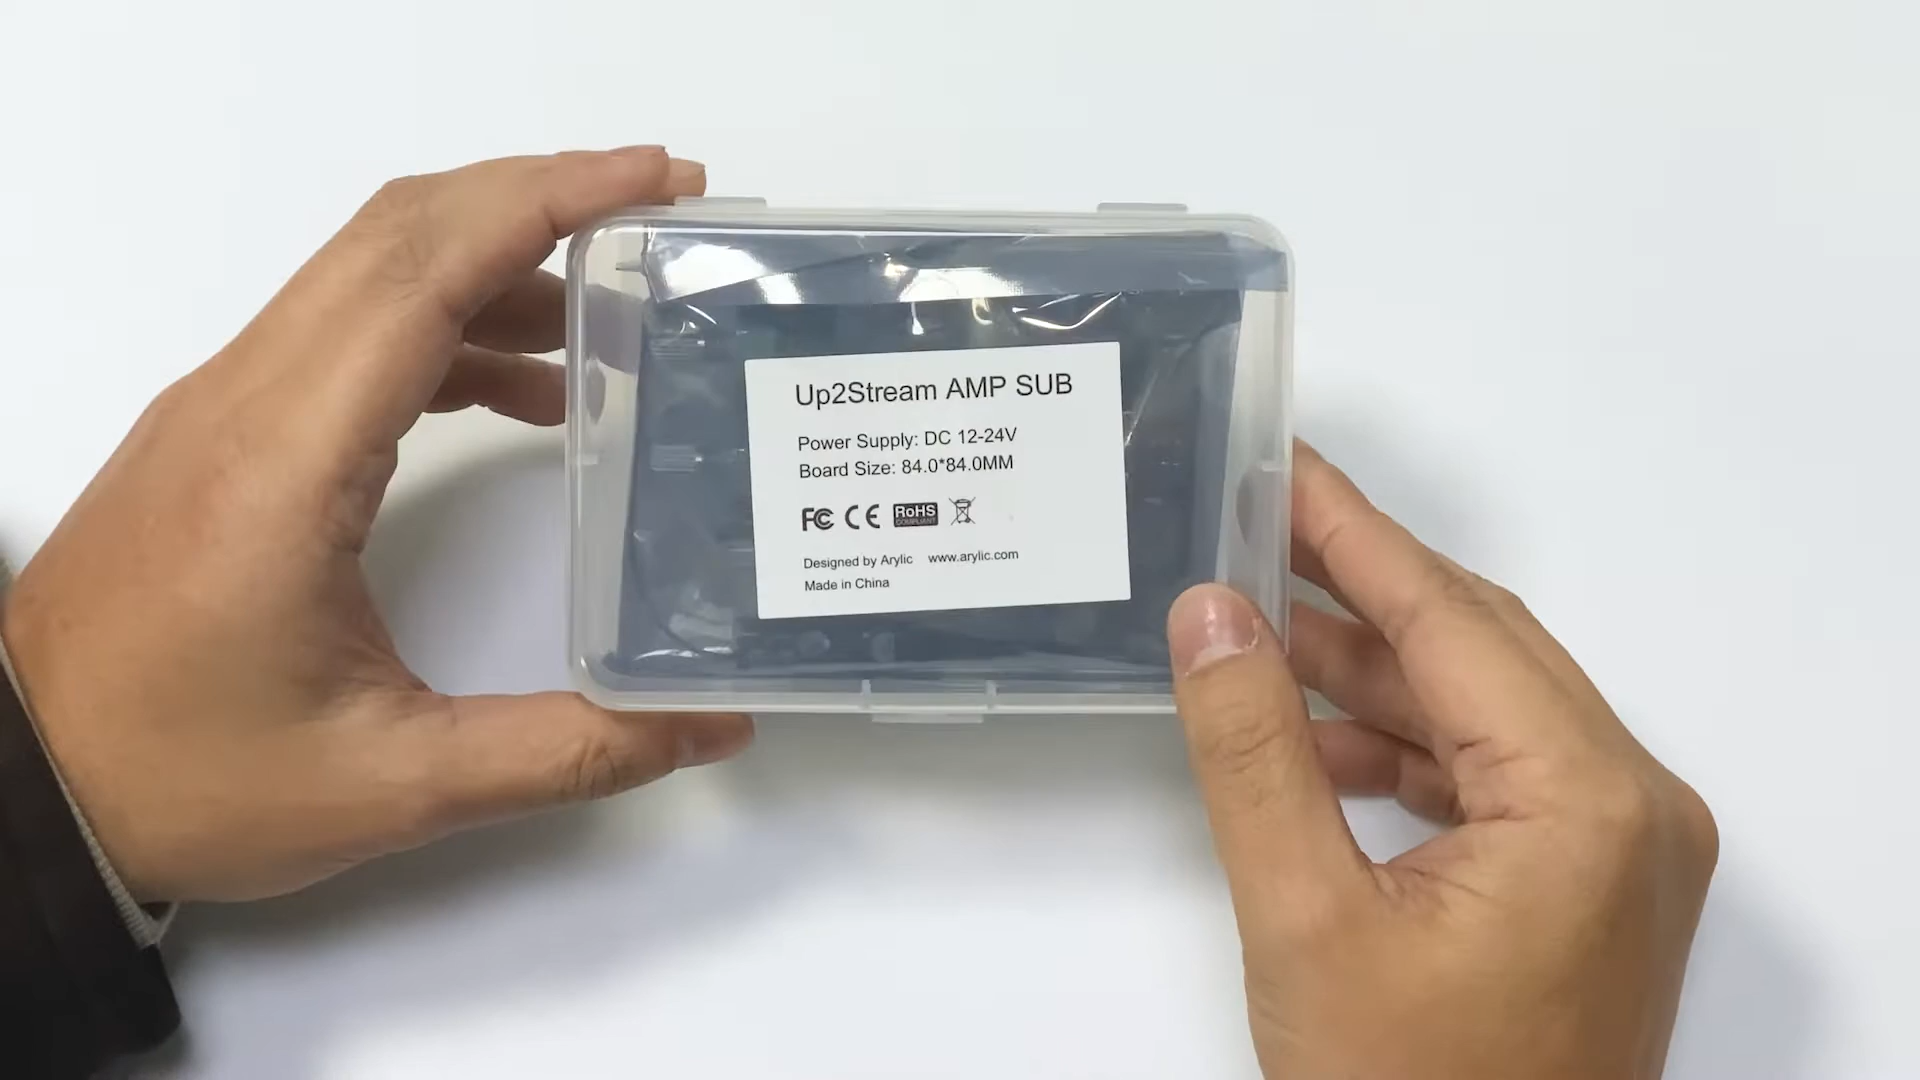 Up2Stream AMP SUB
Power Supply: DC 12-24V
Board Size: 84.0*84.0MM
FC CE RoHS COMPLIANT
Designed by Arylic www.arylic.com
Made in China